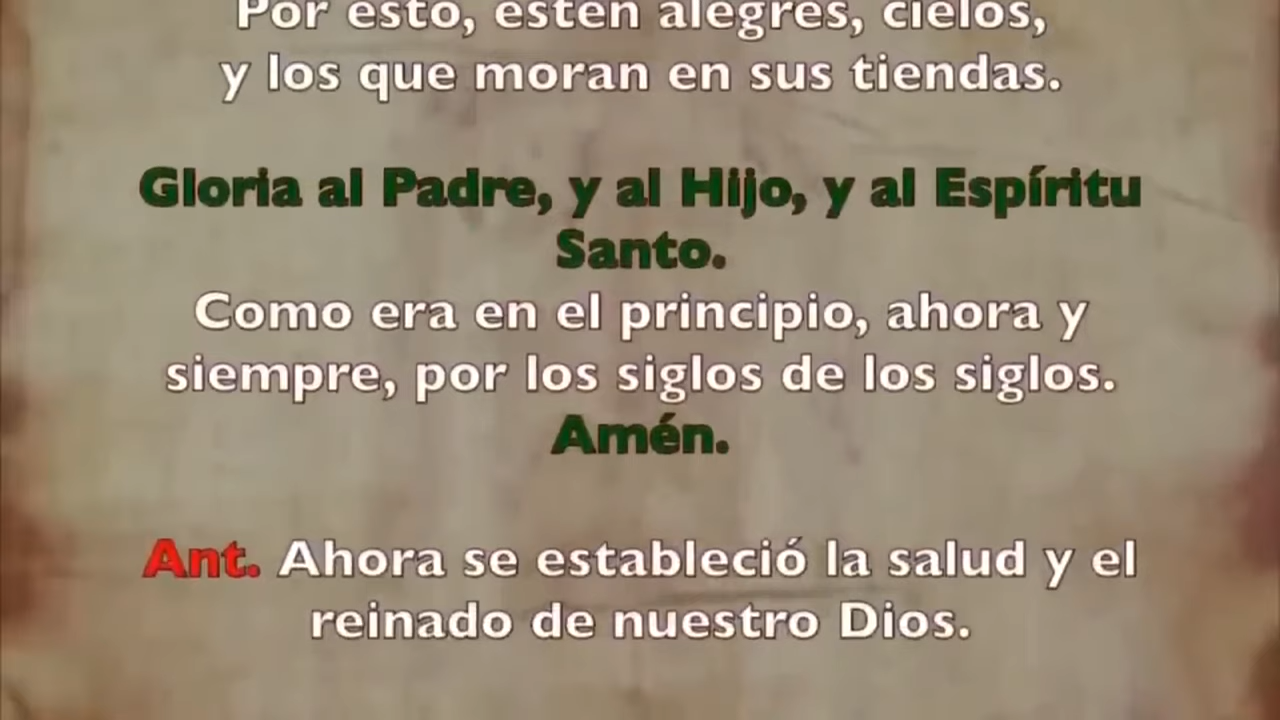 Por esto, estén alegres, cielos,
y los que moran en sus tiendas.
Gloria al Padre, y al Hijo, y al Espíritu
Santo.
Como era en el principio, ahora y
siempre, por los siglos de los siglos.
Amén.
Ant. Ahora se estableció la salud y el
reinado de nuestro Dios.